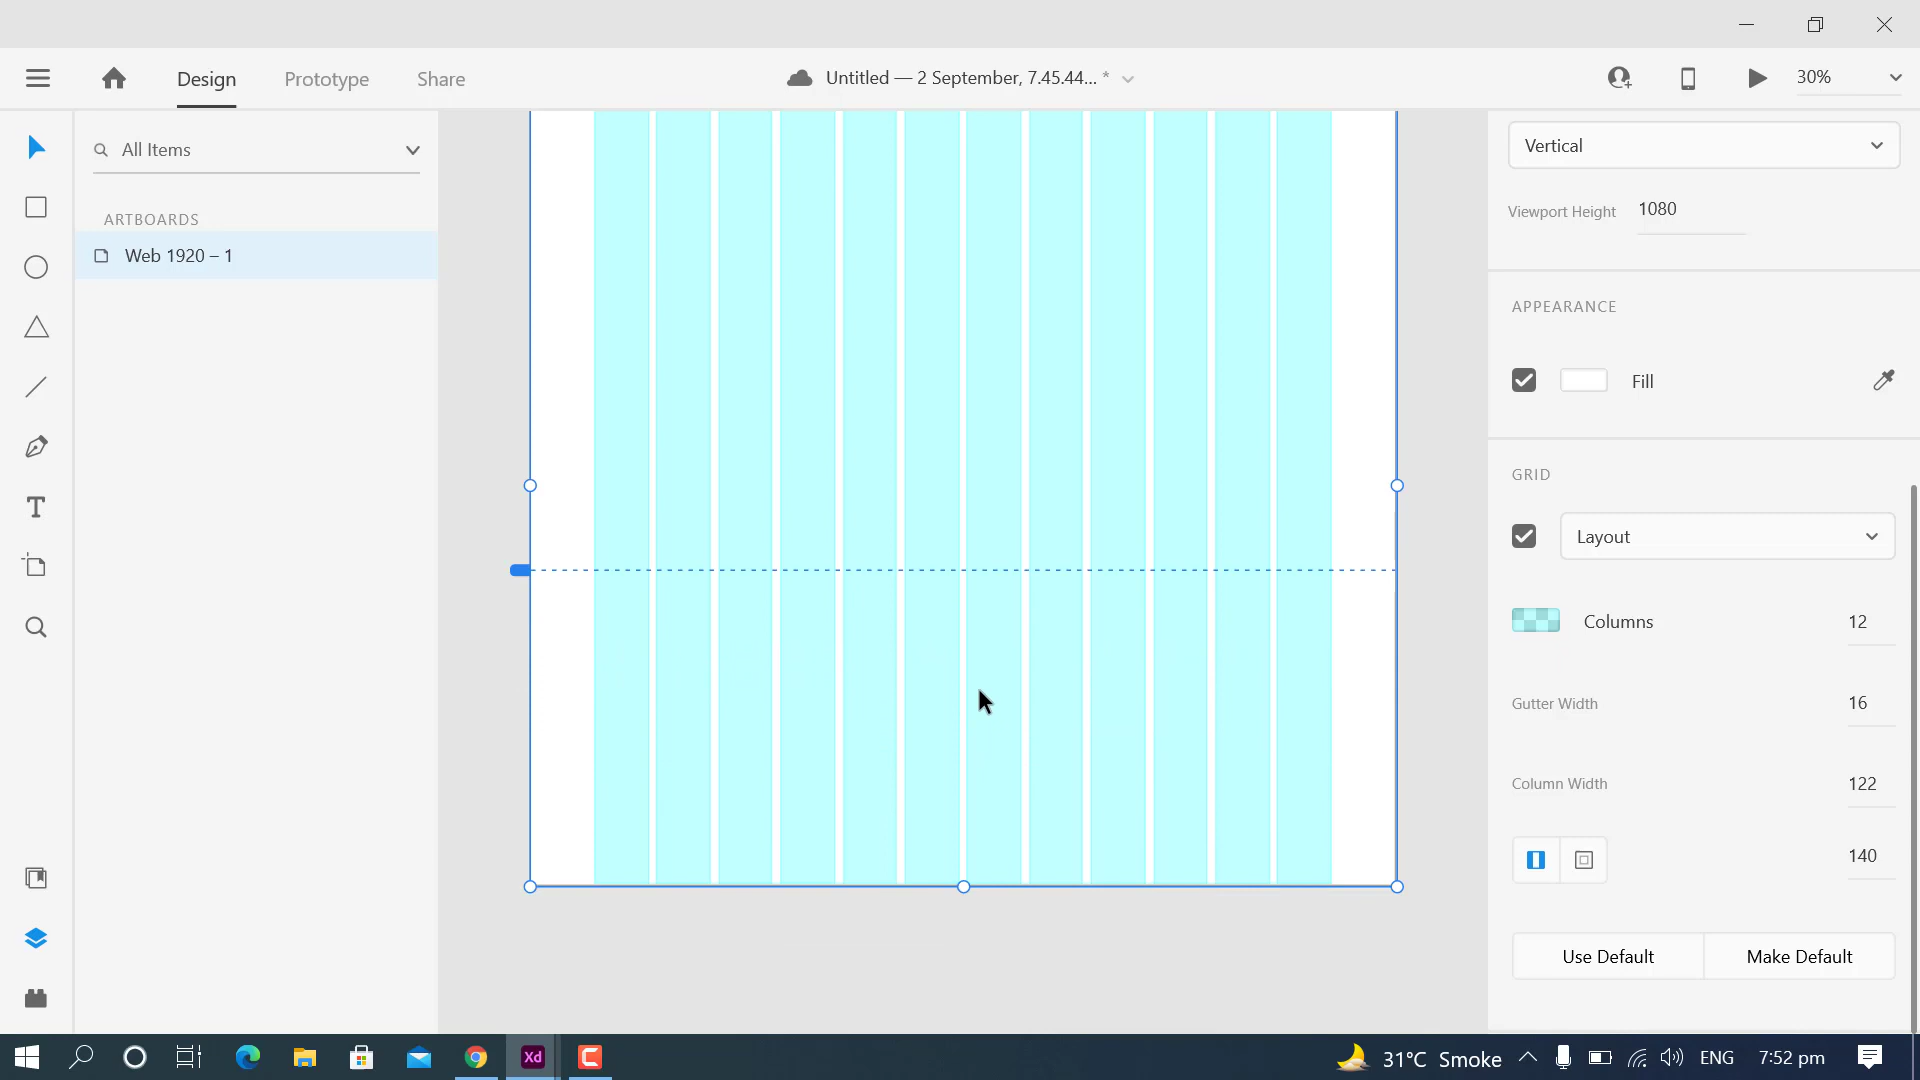 Design
Prototype
Share
Untitled — 2 September, 7.45.44... *
30%
All Items
ARTBOARDS
Web 1920 – 1
Vertical
Viewport Height
1080
APPEARANCE
Fill
GRID
Layout
Columns
12
Gutter Width
16
Column Width
122
140
Use Default
Make Default
T
Xd
31°C Smoke
ENG
7:52 pm